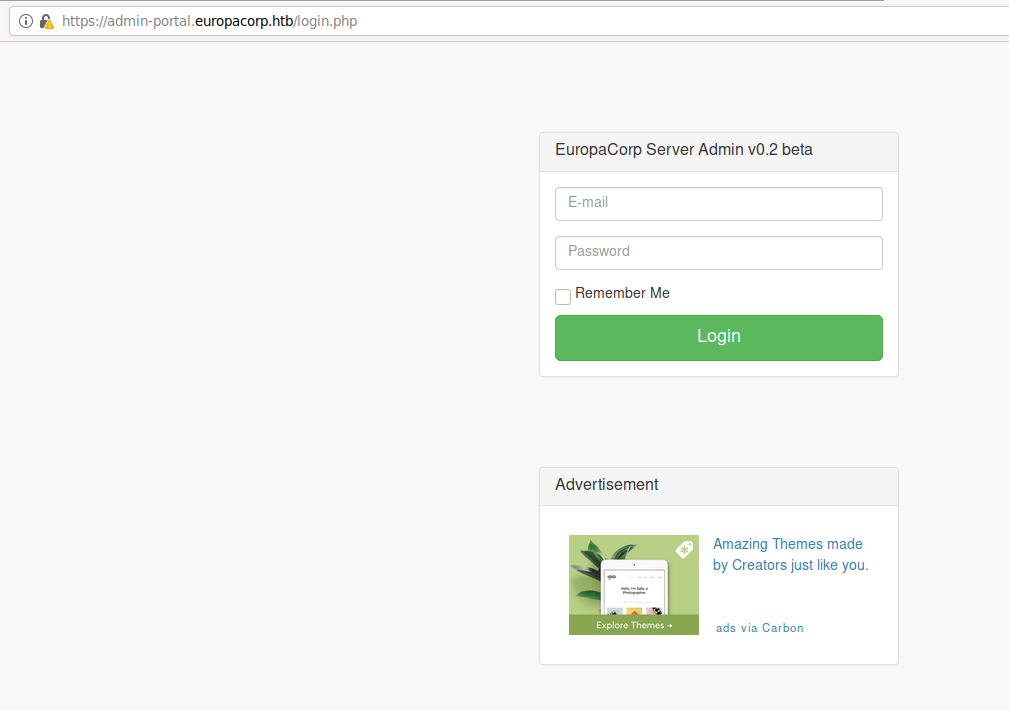 https://admin-portal.europacorp.htb/login.php
EuropaCorp Server Admin v0.2 beta
E-mail
Password
Remember Me
Login
Advertisement
Amazing Themes made
by Creators just like you.
Hello, I'm Sally, a
Photographer.
Explore Themes →
ads via Carbon